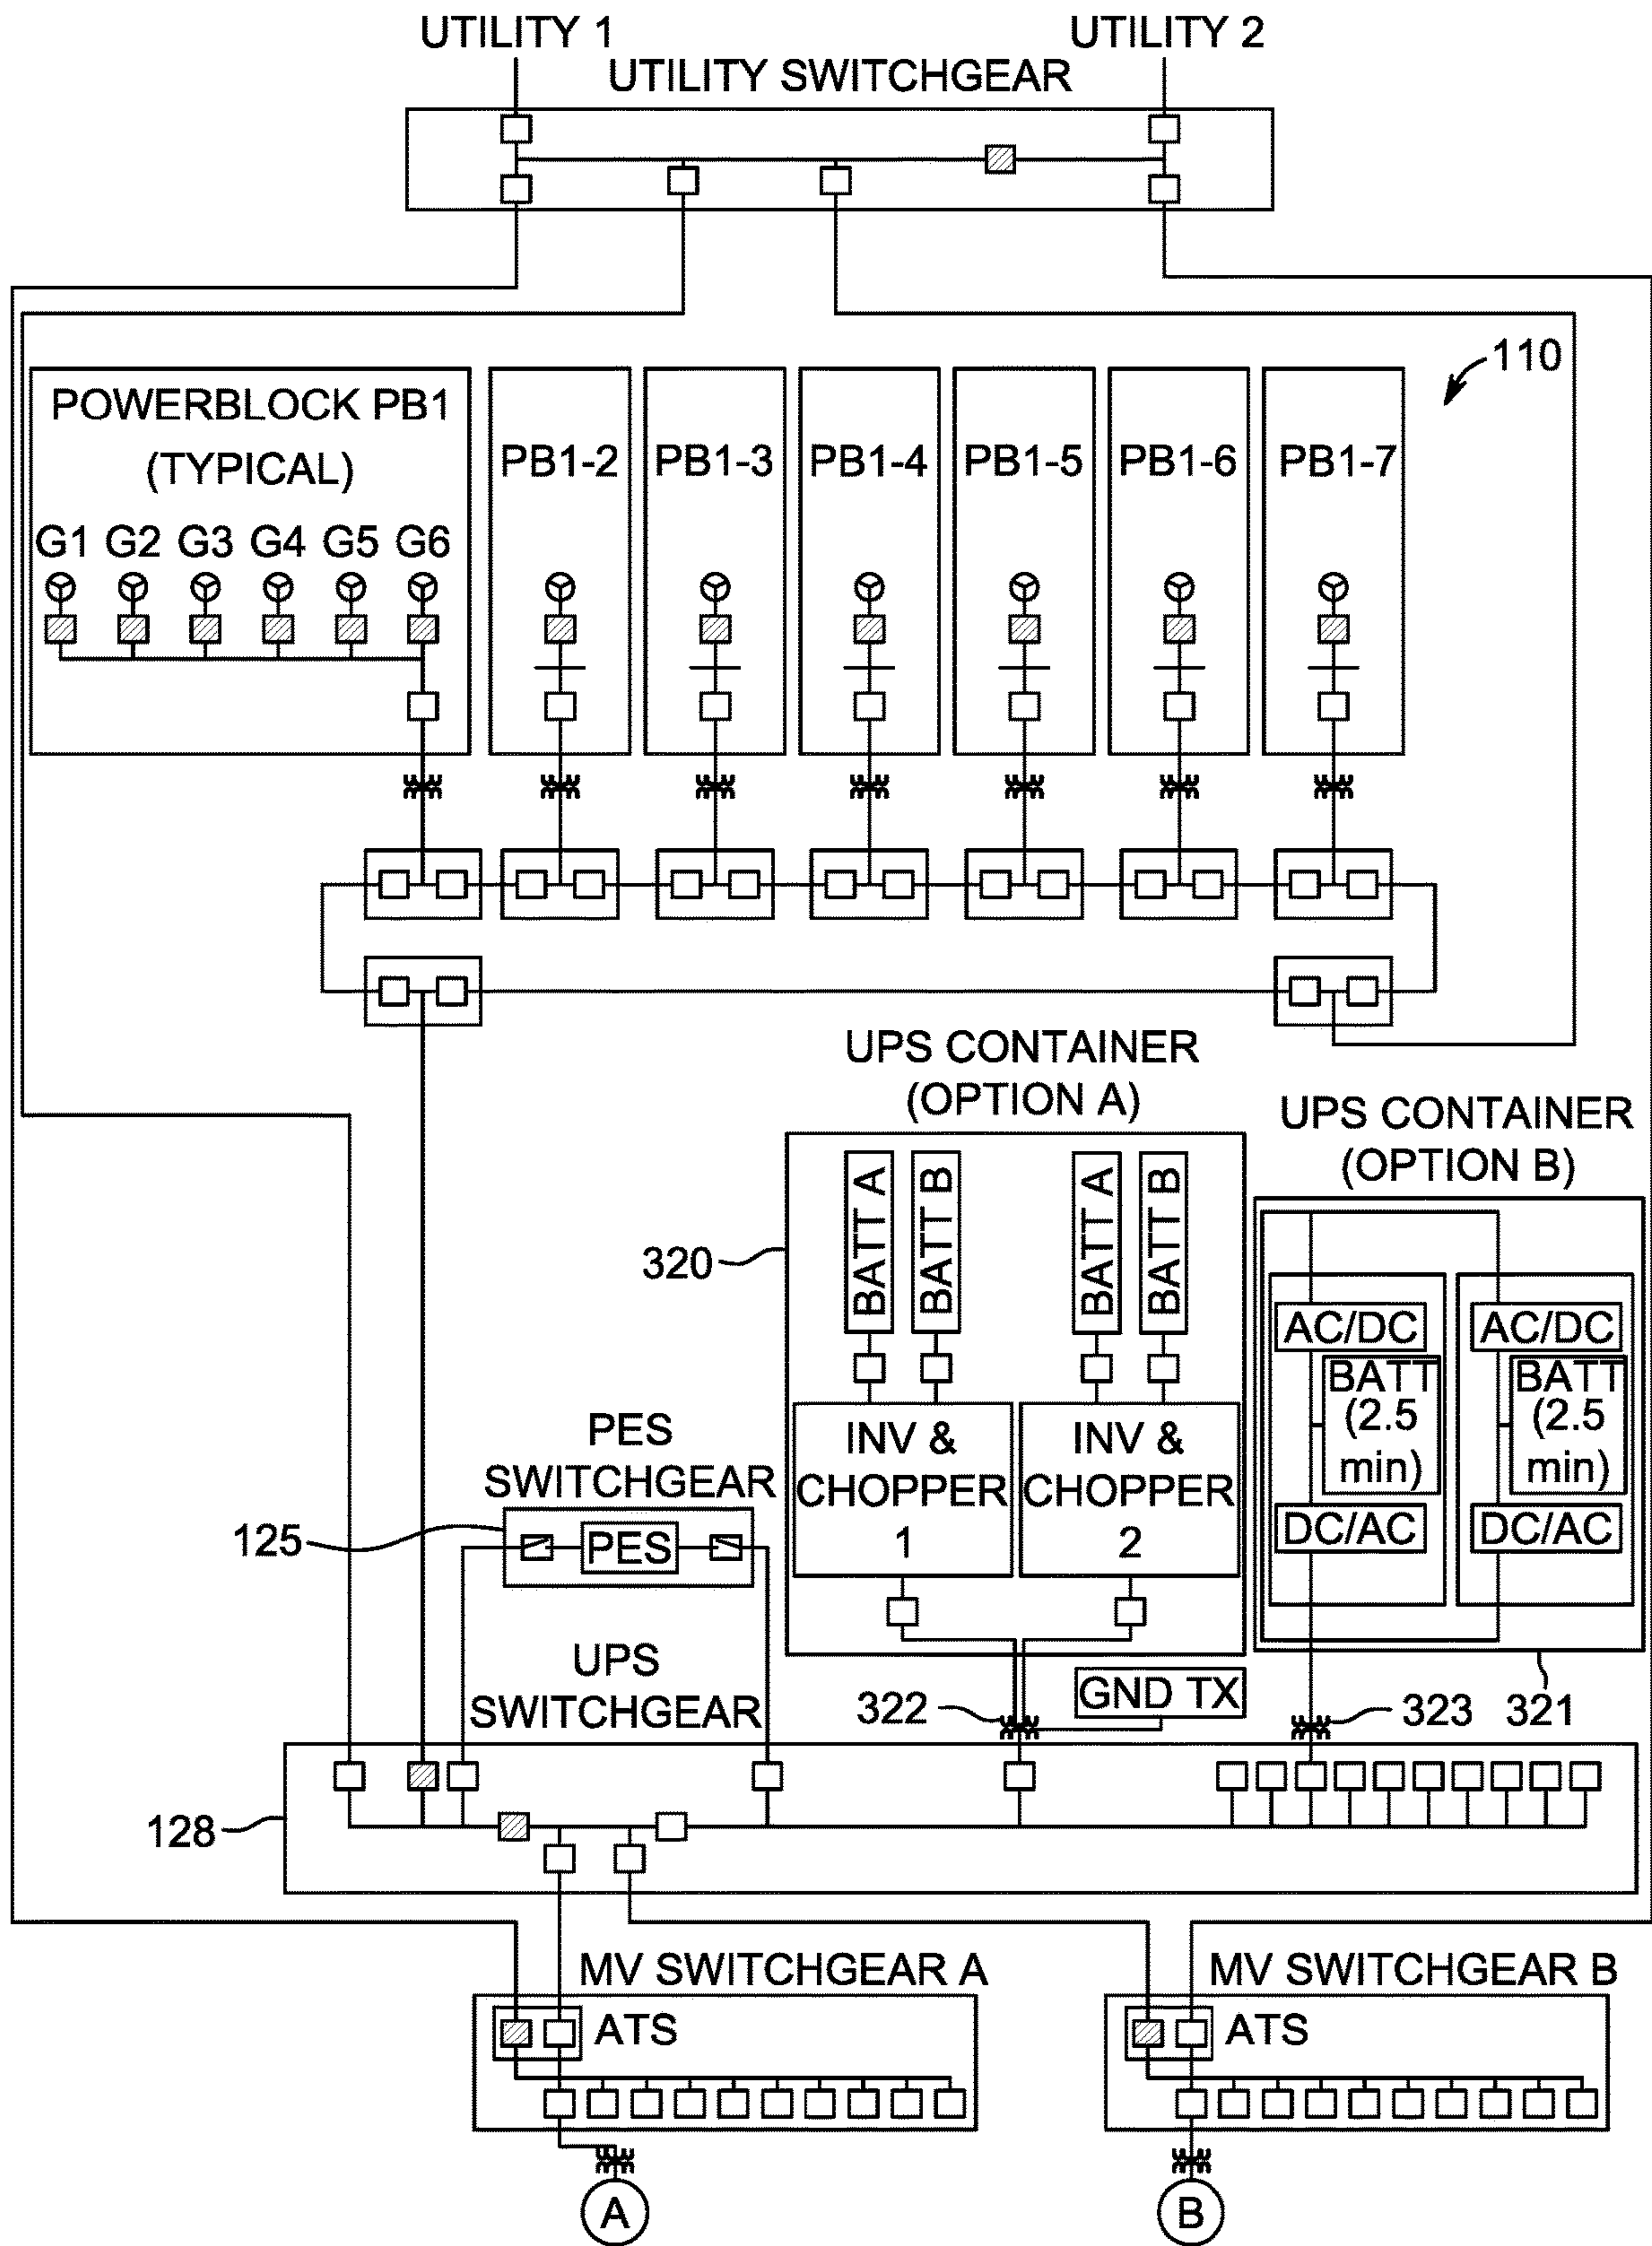 UTILITY 1
UTILITY 2
UTILITY SWITCHGEAR
110
POWERBLOCK PB1
(TYPICAL)
G1 G2 G3 G4 G5 G6
PB1-2
PB1-3
PB1-4
PB1-5
PB1-6
PB1-7
UPS CONTAINER
(OPTION A)
UPS CONTAINER
(OPTION B)
320
BATT A
BATT B
BATT A
BATT B
INV &
CHOPPER
1
INV &
CHOPPER
2
AC/DC
BATT
(2.5
min)
DC/AC
AC/DC
BATT
(2.5
min)
DC/AC
PES
SWITCHGEAR
125
PES
UPS
SWITCHGEAR
GND TX
322
323
321
128
MV SWITCHGEAR A
ATS
MV SWITCHGEAR B
ATS
A
B